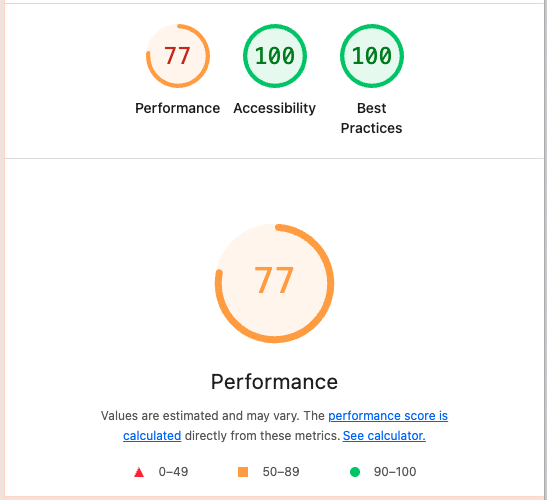 77 100 100
Performance Accessibility Best
Practices
77
Performance
Values are estimated and may vary. The performance score is
calculated directly from these metrics. See calculator.
0–49 50–89 90–100